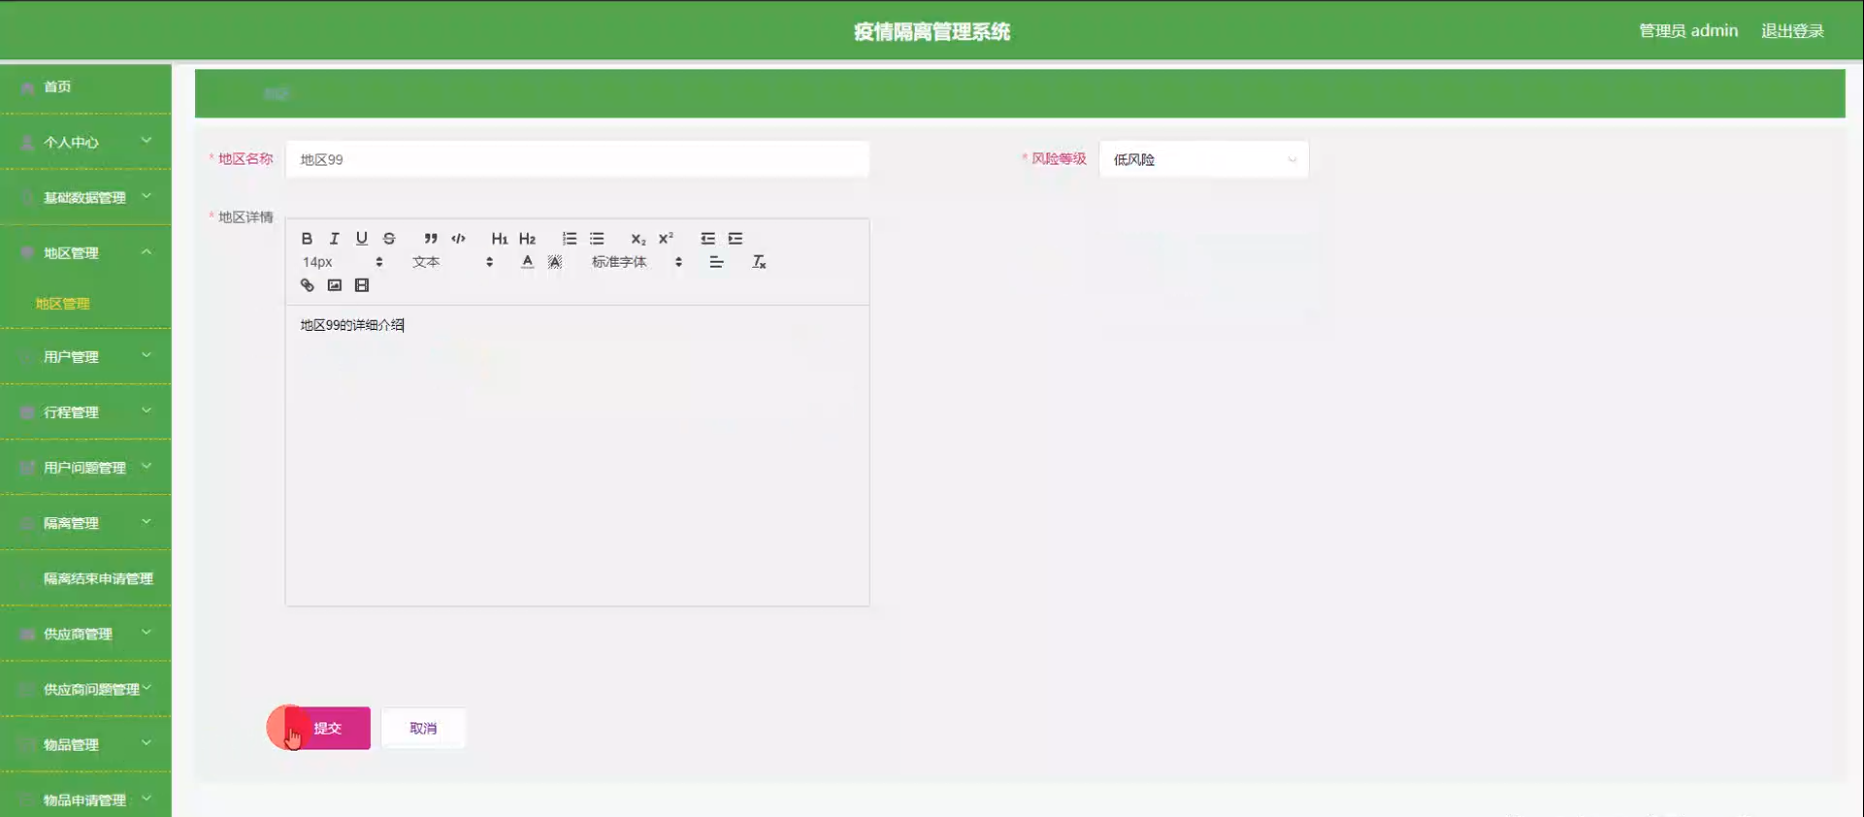 疫情隔离管理系统
管理员 admin 退出登录
首页
个人中心
基础数据管理
地区管理
地区管理
用户管理
行程管理
用户问题管理
隔离管理
隔离结束申请管理
供应商管理
供应商问题管理
物品管理
物品申请管理
* 地区名称 地区99
* 风险等级 低风险
* 地区详情
B I U S H1 H2 X₂ X²
14px 文本 A A 标准字体
地区99的详细介绍
提交 取消